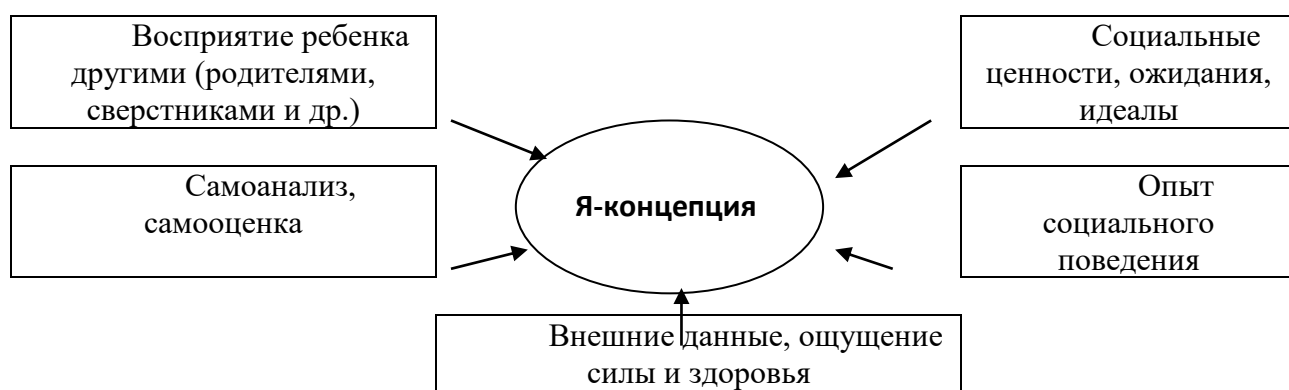 Восприятие ребенка
другими (родителями,
сверстниками и др.)
Социальные
ценности, ожидания,
идеалы
Самоанализ,
самооценка
Я-концепция
Опыт
социального
поведения
Внешние данные, ощущение
силы и здоровья